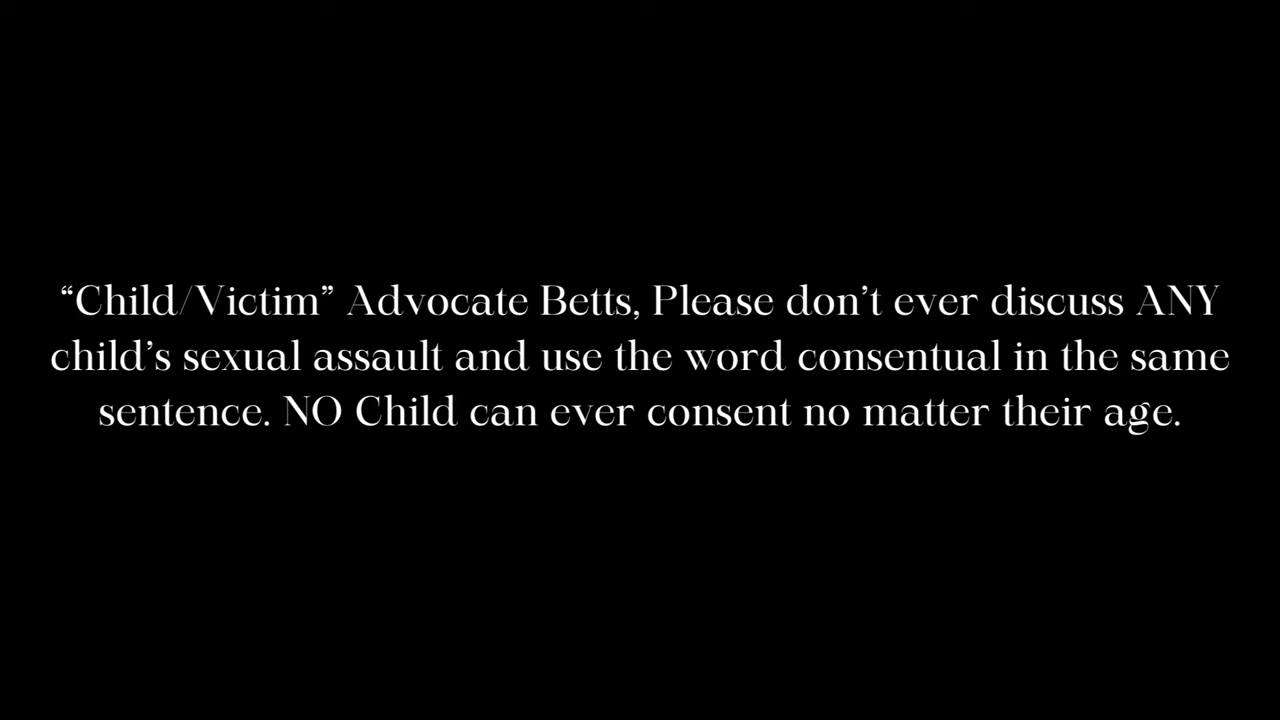 “Child/Victim” Advocate Betts, Please don’t ever discuss ANY
child’s sexual assault and use the word consentual in the same
sentence. NO Child can ever consent no matter their age.